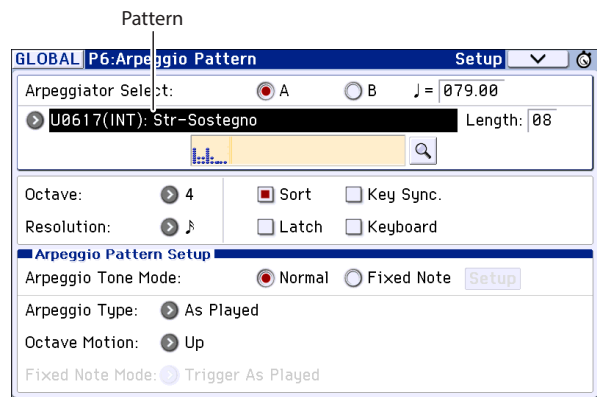 Pattern
GLOBAL P6:Arpeggio Pattern Setup
Arpeggiator Select: A B ♩= 079.00
U0617(INT): Str-Sostegno Length: 08
Octave: 4 Sort Key Sync.
Resolution: ♪ Latch Keyboard
Arpeggio Pattern Setup
Arpeggio Tone Mode: Normal Fixed Note Setup
Arpeggio Type: As Played
Octave Motion: Up
Fixed Note Mode: Trigger As Played